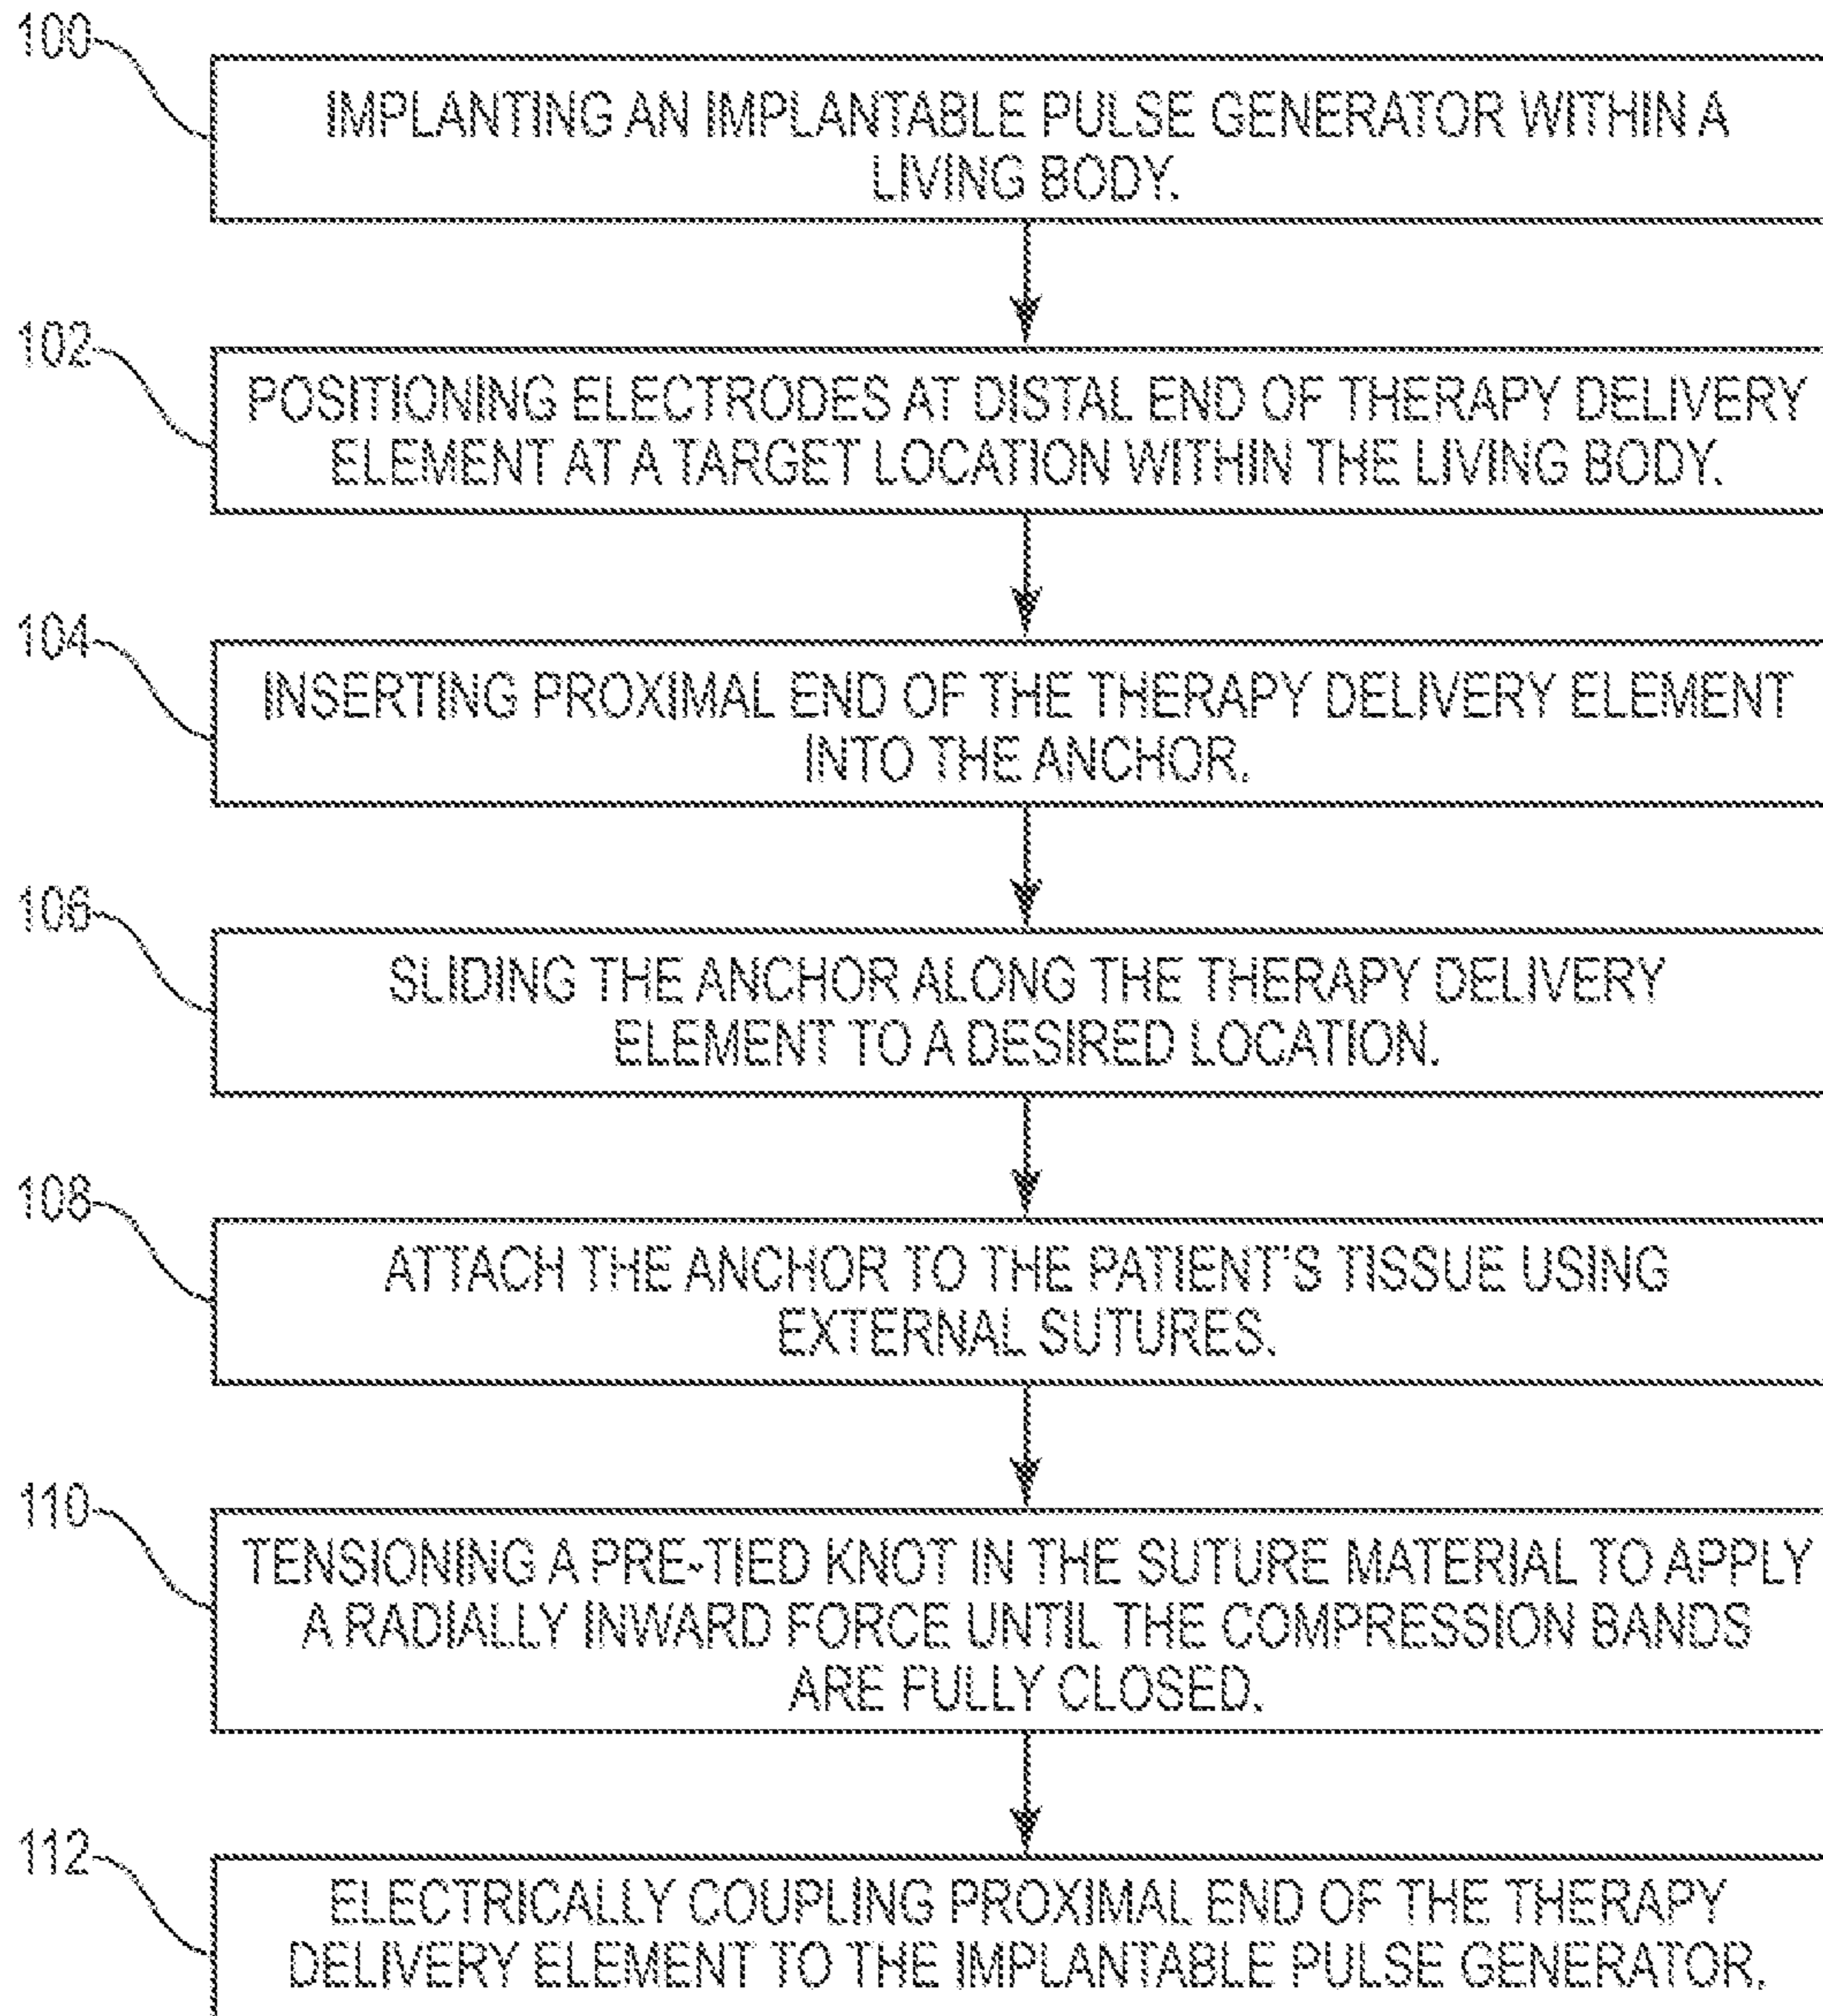 100
IMPLANTING AN IMPLANTABLE PULSE GENERATOR WITHIN A
LIVING BODY.
102
POSITIONING ELECTRODES AT DISTAL END OF THERAPY DELIVERY
ELEMENT AT A TARGET LOCATION WITHIN THE LIVING BODY.
104
INSERTING PROXIMAL END OF THE THERAPY DELIVERY ELEMENT
INTO THE ANCHOR.
106
SLIDING THE ANCHOR ALONG THE THERAPY DELIVERY
ELEMENT TO A DESIRED LOCATION.
108
ATTACH THE ANCHOR TO THE PATIENT'S TISSUE USING
EXTERNAL SUTURES.
110
TENSIONING A PRE-TIED KNOT IN THE SUTURE MATERIAL TO APPLY
A RADIALLY INWARD FORCE UNTIL THE COMPRESSION BANDS
ARE FULLY CLOSED.
112
ELECTRICALLY COUPLING PROXIMAL END OF THE THERAPY
DELIVERY ELEMENT TO THE IMPLANTABLE PULSE GENERATOR.